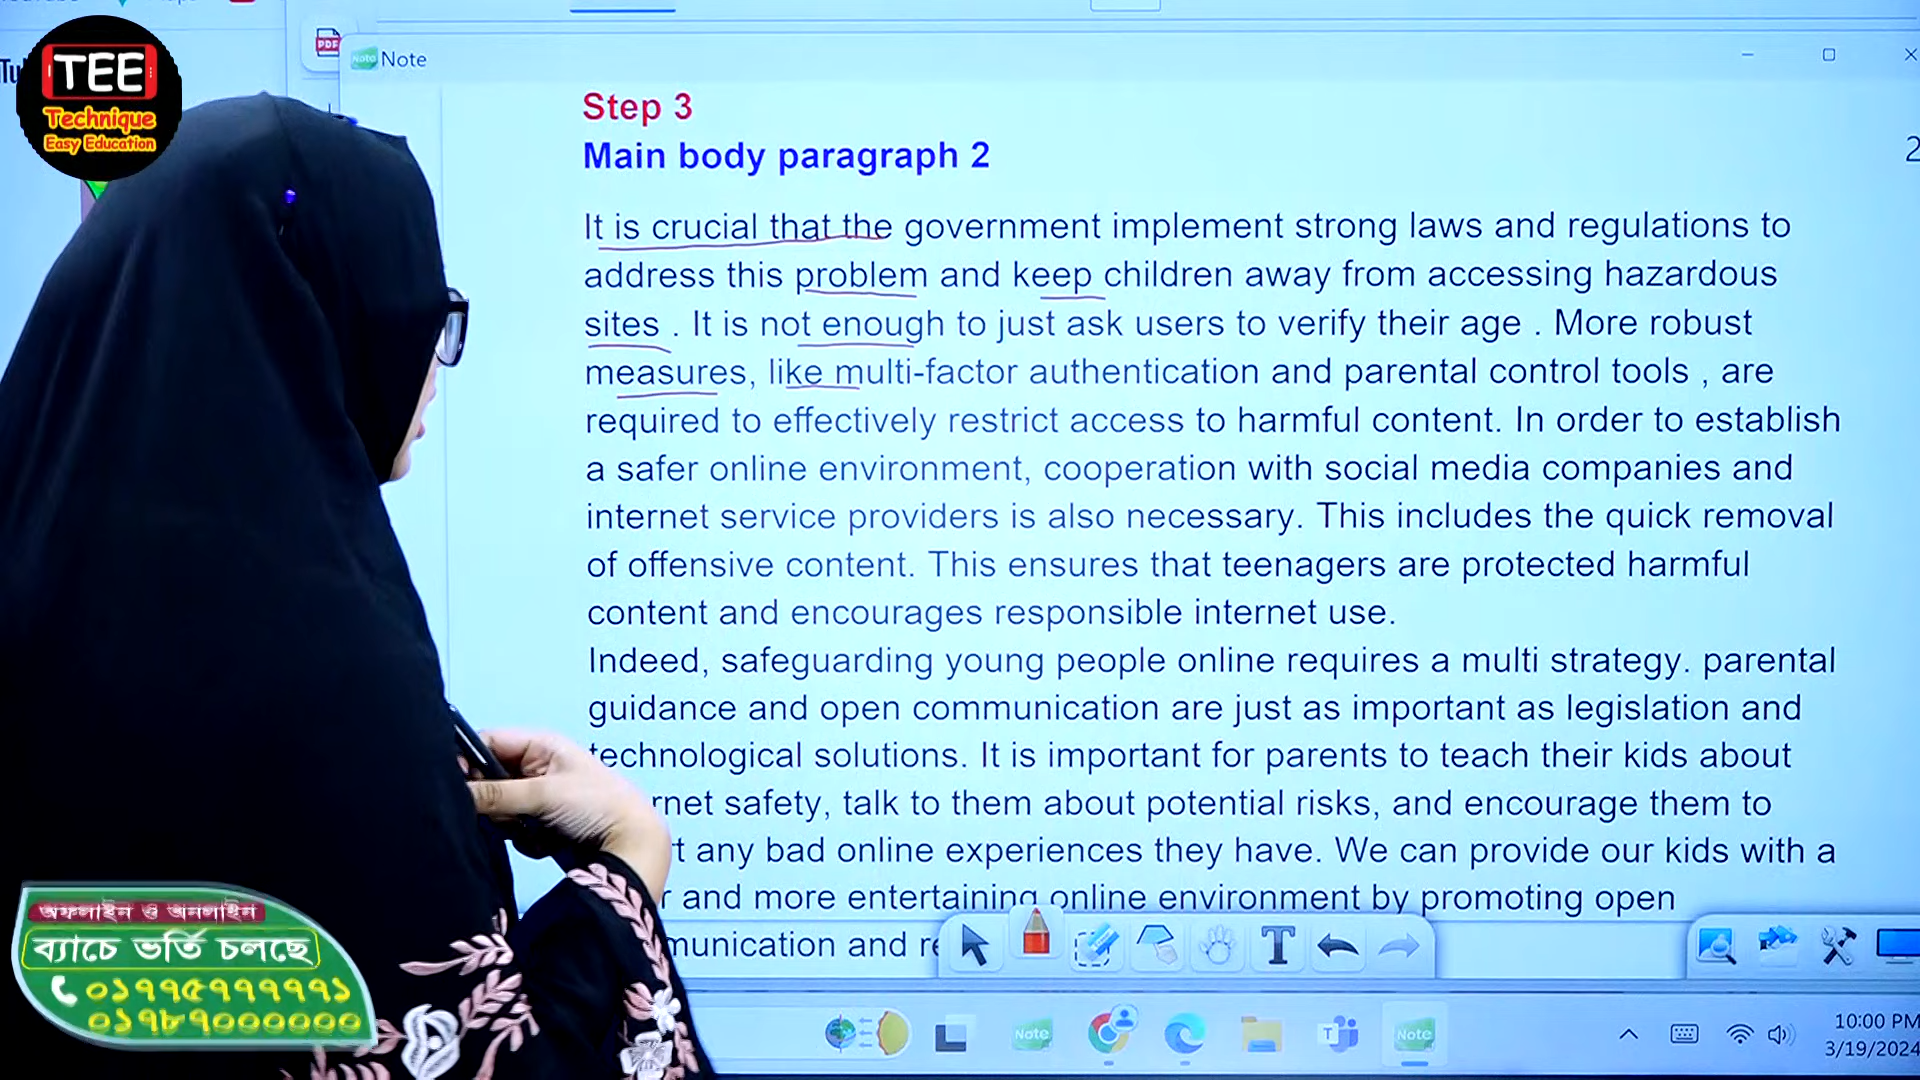 TEE
Technique
Easy Education
Note
Step 3
Main body paragraph 2
2
It is crucial that the government implement strong laws and regulations to
address this problem and keep children away from accessing hazardous
sites . It is not enough to just ask users to verify their age . More robust
measures, like multi-factor authentication and parental control tools , are
required to effectively restrict access to harmful content. In order to establish
a safer online environment, cooperation with social media companies and
internet service providers is also necessary. This includes the quick removal
of offensive content. This ensures that teenagers are protected harmful
content and encourages responsible internet use.
Indeed, safeguarding young people online requires a multi strategy. parental
guidance and open communication are just as important as legislation and
technological solutions. It is important for parents to teach their kids about
rnet safety, talk to them about potential risks, and encourage them to
rt any bad online experiences they have. We can provide our kids with a
r and more entertaining online environment by promoting open
munication and re
অফলাইন ও অনলাইন
ব্যাচে ভর্তি চলছে
০১৭৭৫৭৭৭৭৭১
০১৭৮৭০০০০০০
PDF
T
Note
Note
10:00 PM
3/19/2024